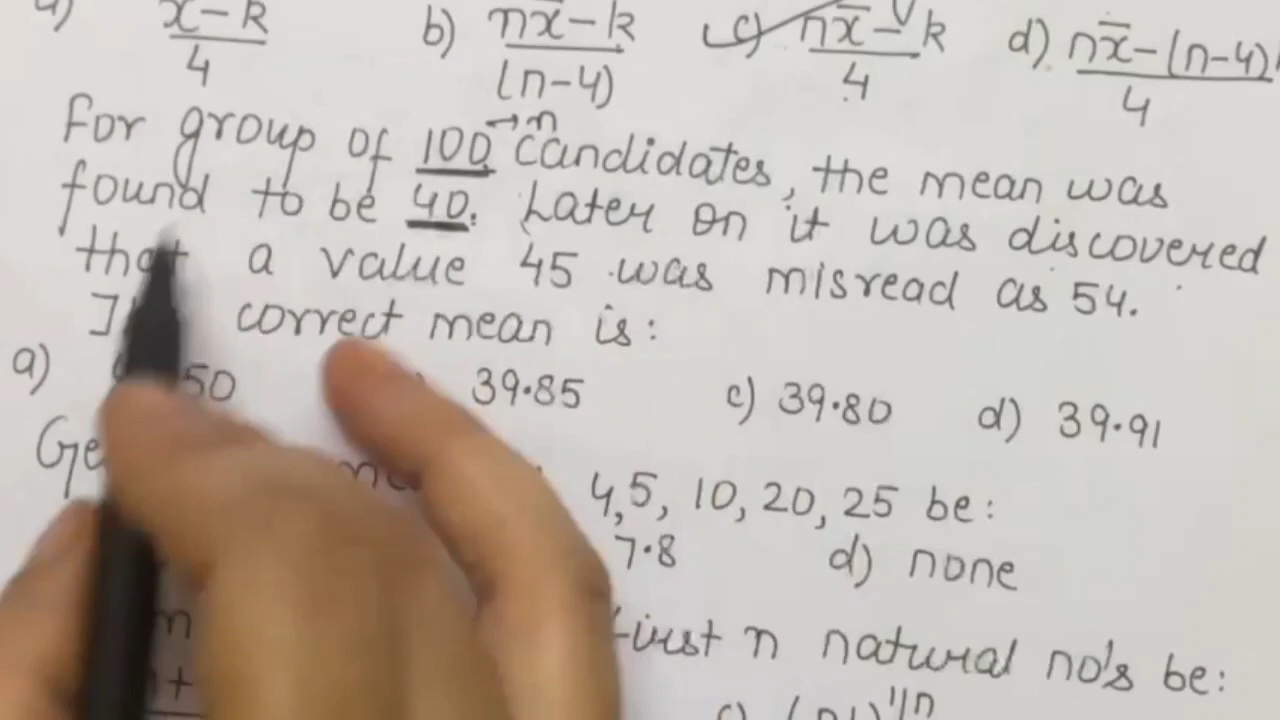 x̄-k/4 b) nx̄-k/(n-4) c) nx̄-k/4 d) nx̄-(n-4)/4
For group of 100 →n candidates, the mean was
found to be 40. Later on it was discovered
that a value 45 was misread as 54.
correct mean is:
a) 50 39.85 c) 39.80 d) 39.91
4,5, 10, 20, 25 be:
7.8 d) none
first n natural no's be: